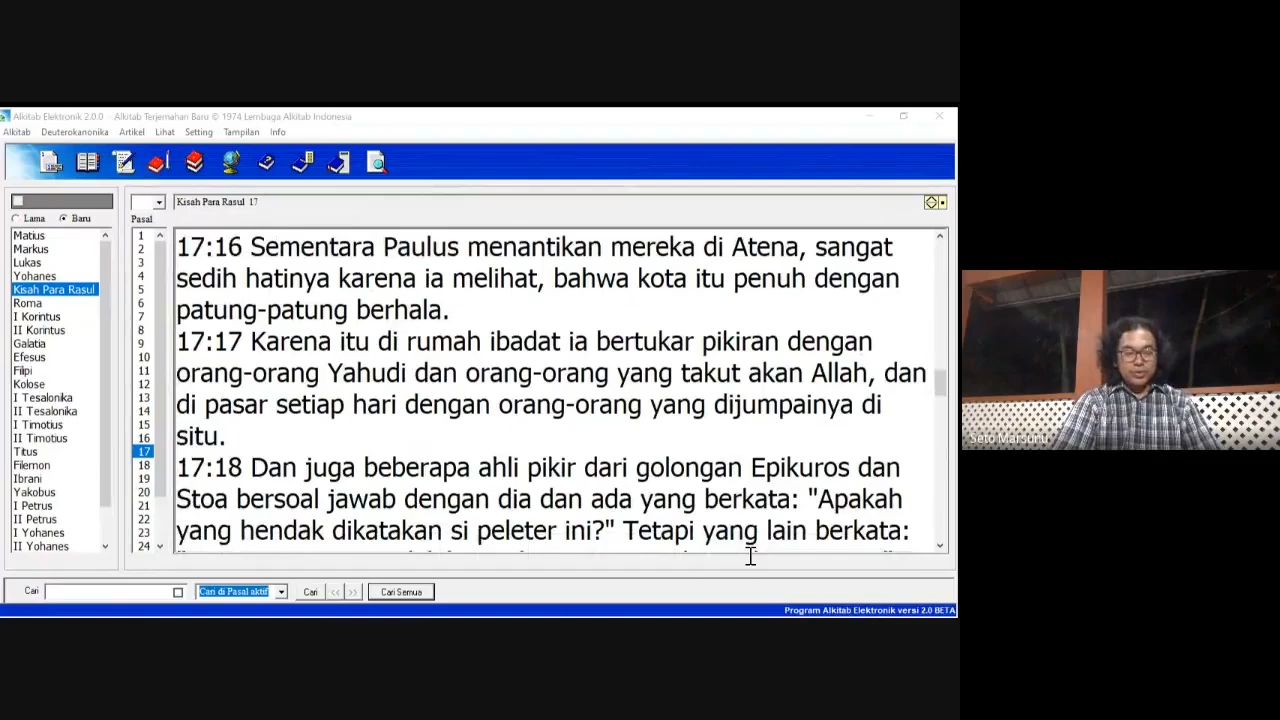 Alkitab Elektronik 2.0.0 - Alkitab Terjemahan Baru © 1974 Lembaga Alkitab Indonesia
Alkitab Deuterokanonika Artikel Lihat Setting Tampilan Info
Lama Baru
Pasal
Kisah Para Rasul 17
Matius
Markus
Lukas
Yohanes
Kisah Para Rasul
Roma
I Korintus
II Korintus
Galatia
Efesus
Filipi
Kolose
I Tesalonika
II Tesalonika
I Timotius
II Timotius
Titus
Filemon
Ibrani
Yakobus
I Petrus
II Petrus
I Yohanes
II Yohanes
1
2
3
4
5
6
7
8
9
10
11
12
13
14
15
16
17
18
19
20
21
22
23
24
17:16 Sementara Paulus menantikan mereka di Atena, sangat
sedih hatinya karena ia melihat, bahwa kota itu penuh dengan
patung-patung berhala.
17:17 Karena itu di rumah ibadat ia bertukar pikiran dengan
orang-orang Yahudi dan orang-orang yang takut akan Allah, dan
di pasar setiap hari dengan orang-orang yang dijumpainya di
situ.
17:18 Dan juga beberapa ahli pikir dari golongan Epikuros dan
Stoa bersoal jawab dengan dia dan ada yang berkata: "Apakah
yang hendak dikatakan si peleter ini?" Tetapi yang lain berkata:
Cari Cari di Pasal aktif Cari << >> Cari Semua
Program Alkitab Elektronik versi 2.0 BETA
Seto Marsunu